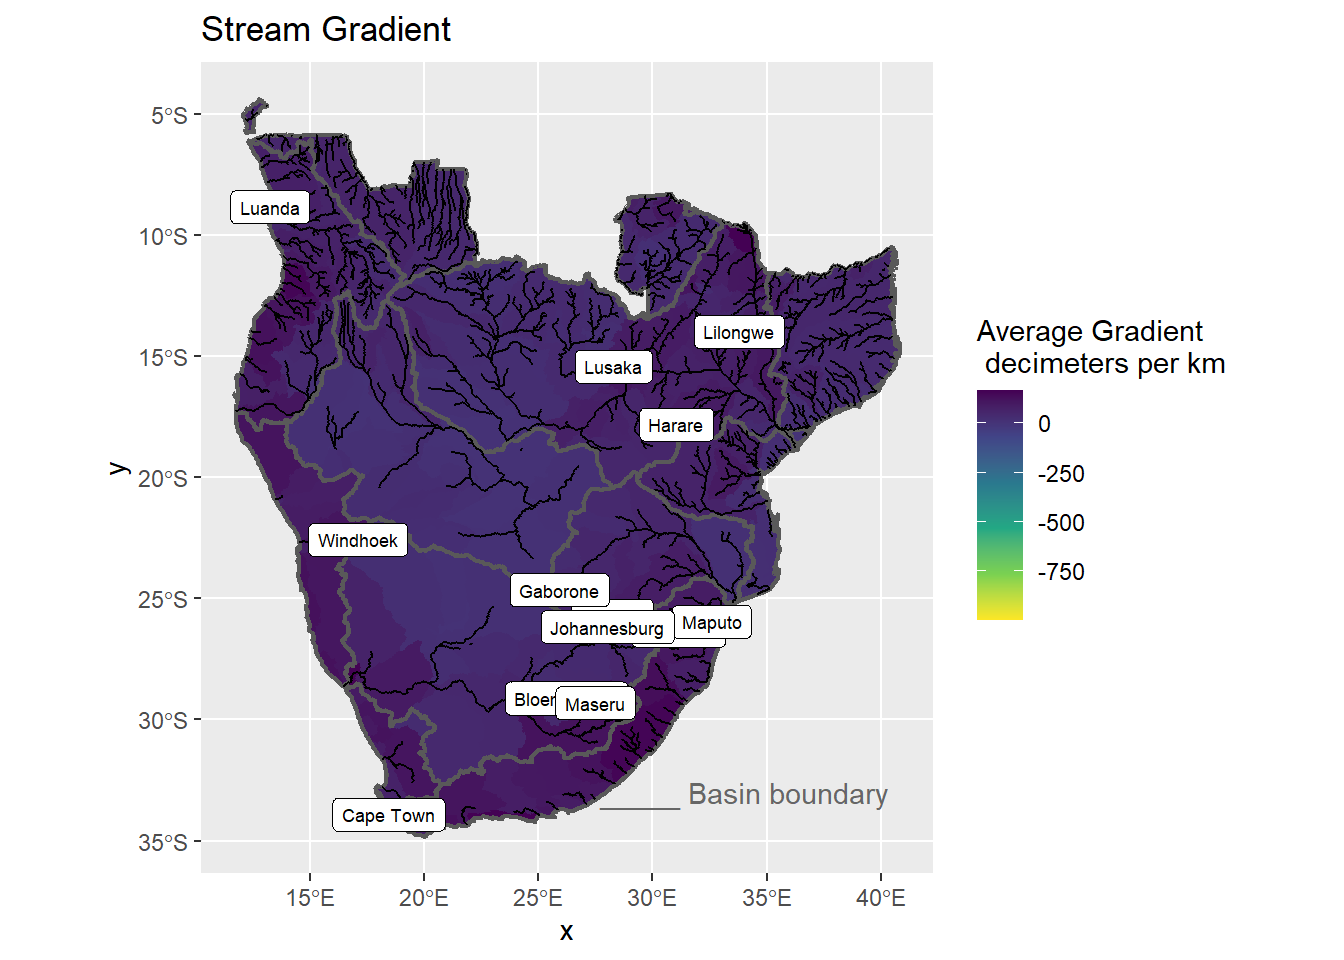 Stream Gradient
5°S
10°S
15°S
20°S
25°S
30°S
35°S
y
Luanda
Lilongwe
Lusaka
Harare
Windhoek
Gaborone
Johannesburg
Maputo
Bloer
Maseru
Cape Town
Basin boundary
15°E
20°E
25°E
30°E
35°E
40°E
x
Average Gradient
decimeters per km
0
-250
-500
-750